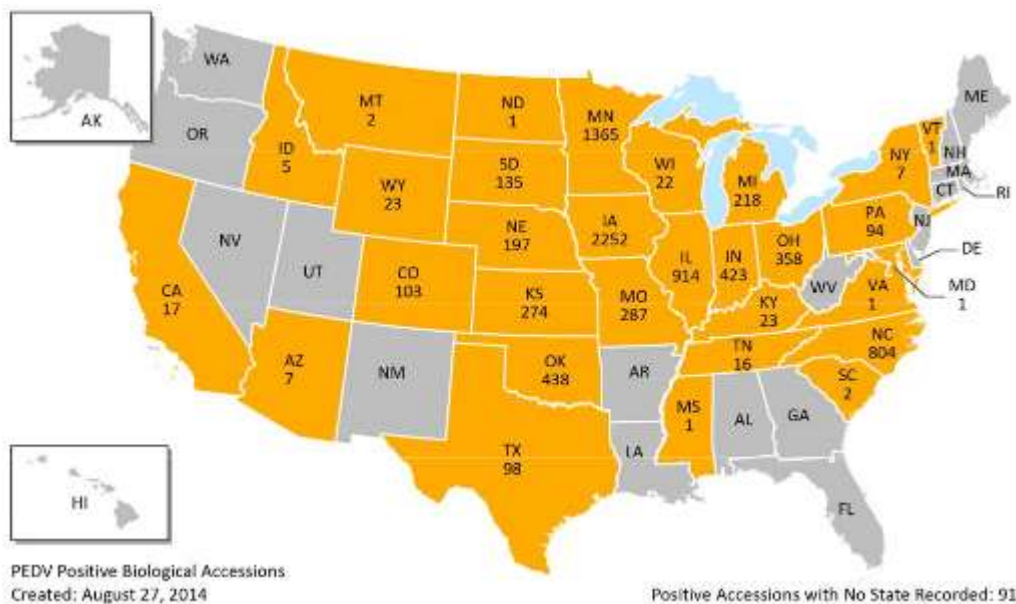 WA
ME
MT
2
ND
1
MN
1365
VT
1
AK
OR
ID
5
SD
135
WI
22
NY
7
NH
MA
WY
23
MI
218
CT
RI
IA
2252
PA
94
NJ
NE
197
NV
OH
358
DE
UT
IL
914
IN
423
CO
103
WV
VA
1
MD
1
CA
17
KS
274
MO
287
KY
23
NC
804
TN
16
AZ
7
NM
OK
438
AR
SC
2
MS
1
AL
GA
TX
98
LA
HI
FL
PEDV Positive Biological Accessions
Created: August 27, 2014
Positive Accessions with No State Recorded: 91